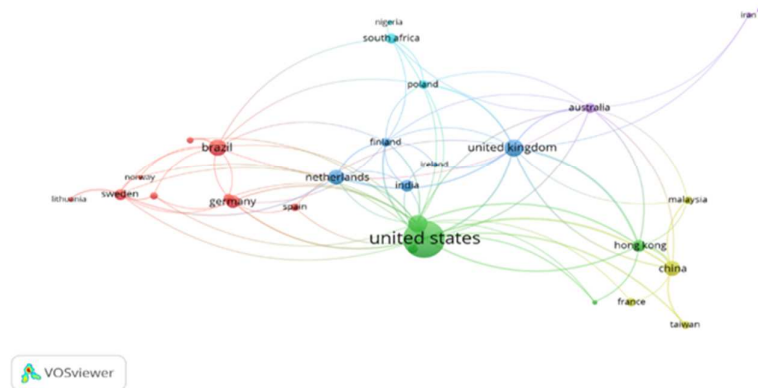 iran
nigeria
south africa
poland
australia
finland
brazil
united kingdom
ireland
norway
netherlands
india
lithuania
sweden
germany
spain
malaysia
united states
hong kong
china
france
taiwan
VOSviewer